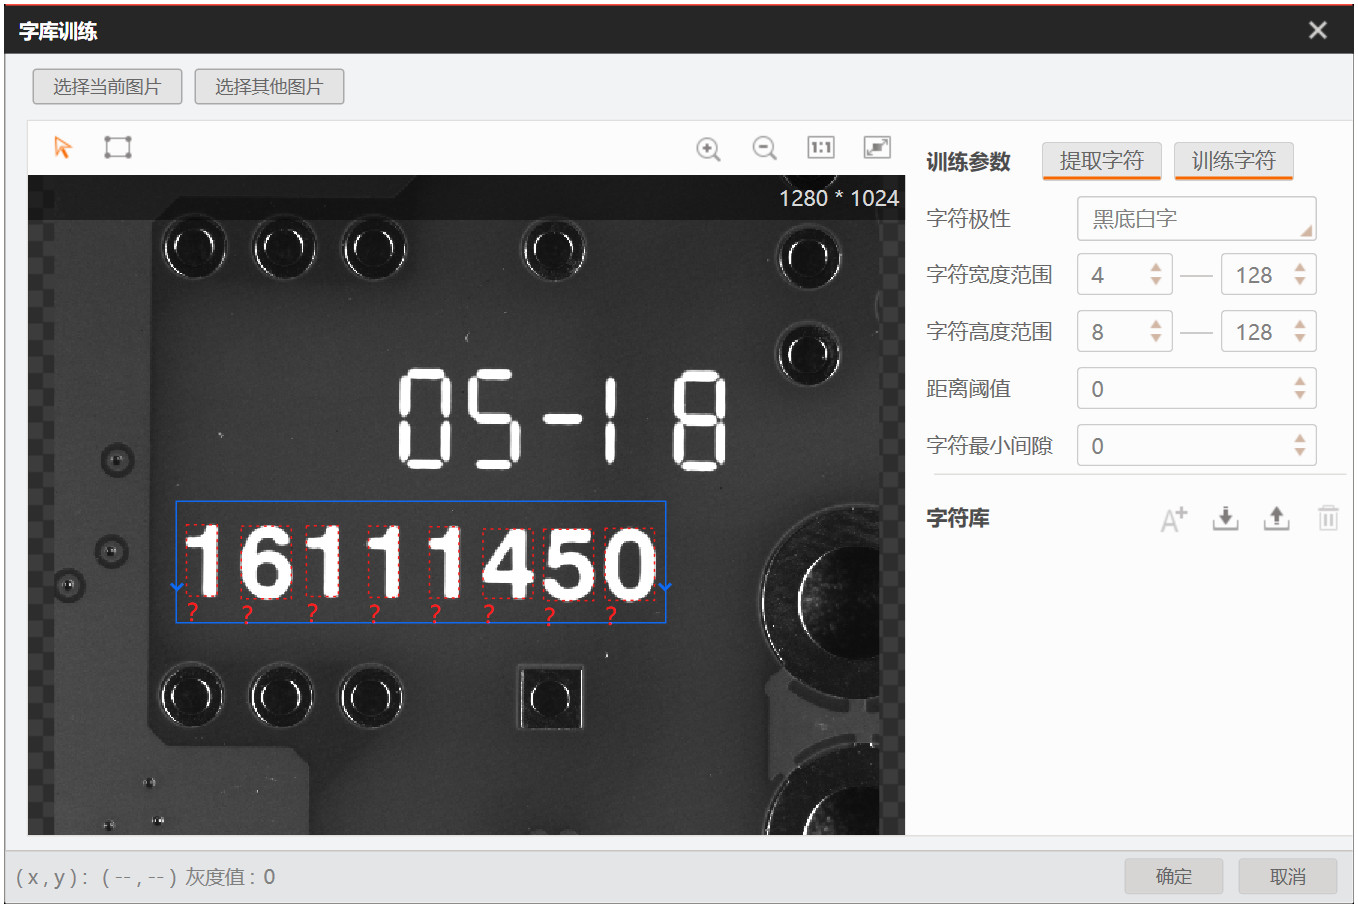 字库训练
选择当前图片 选择其他图片
1:1
1280 * 1024
05-18
16111450
? ? ? ? ? ? ? ?
训练参数 提取字符 训练字符
字符极性 黑底白字
字符宽度范围 4 — 128
字符高度范围 8 — 128
距离阈值 0
字符最小间隙 0
字符库 A+
(x,y): (--,--) 灰度值: 0
确定 取消